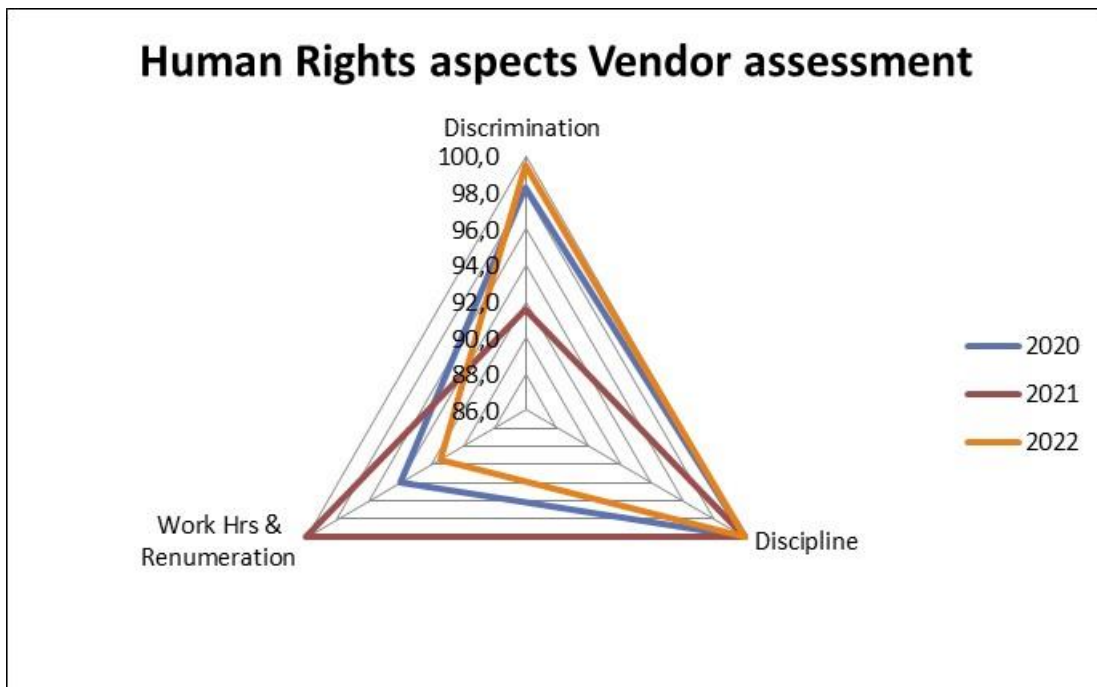 Human Rights aspects Vendor assessment
Discrimination
100,0
98,0
96,0
94,0
92,0
90,0
88,0
86,0
2020
2021
2022
Work Hrs &
Renumeration
Discipline